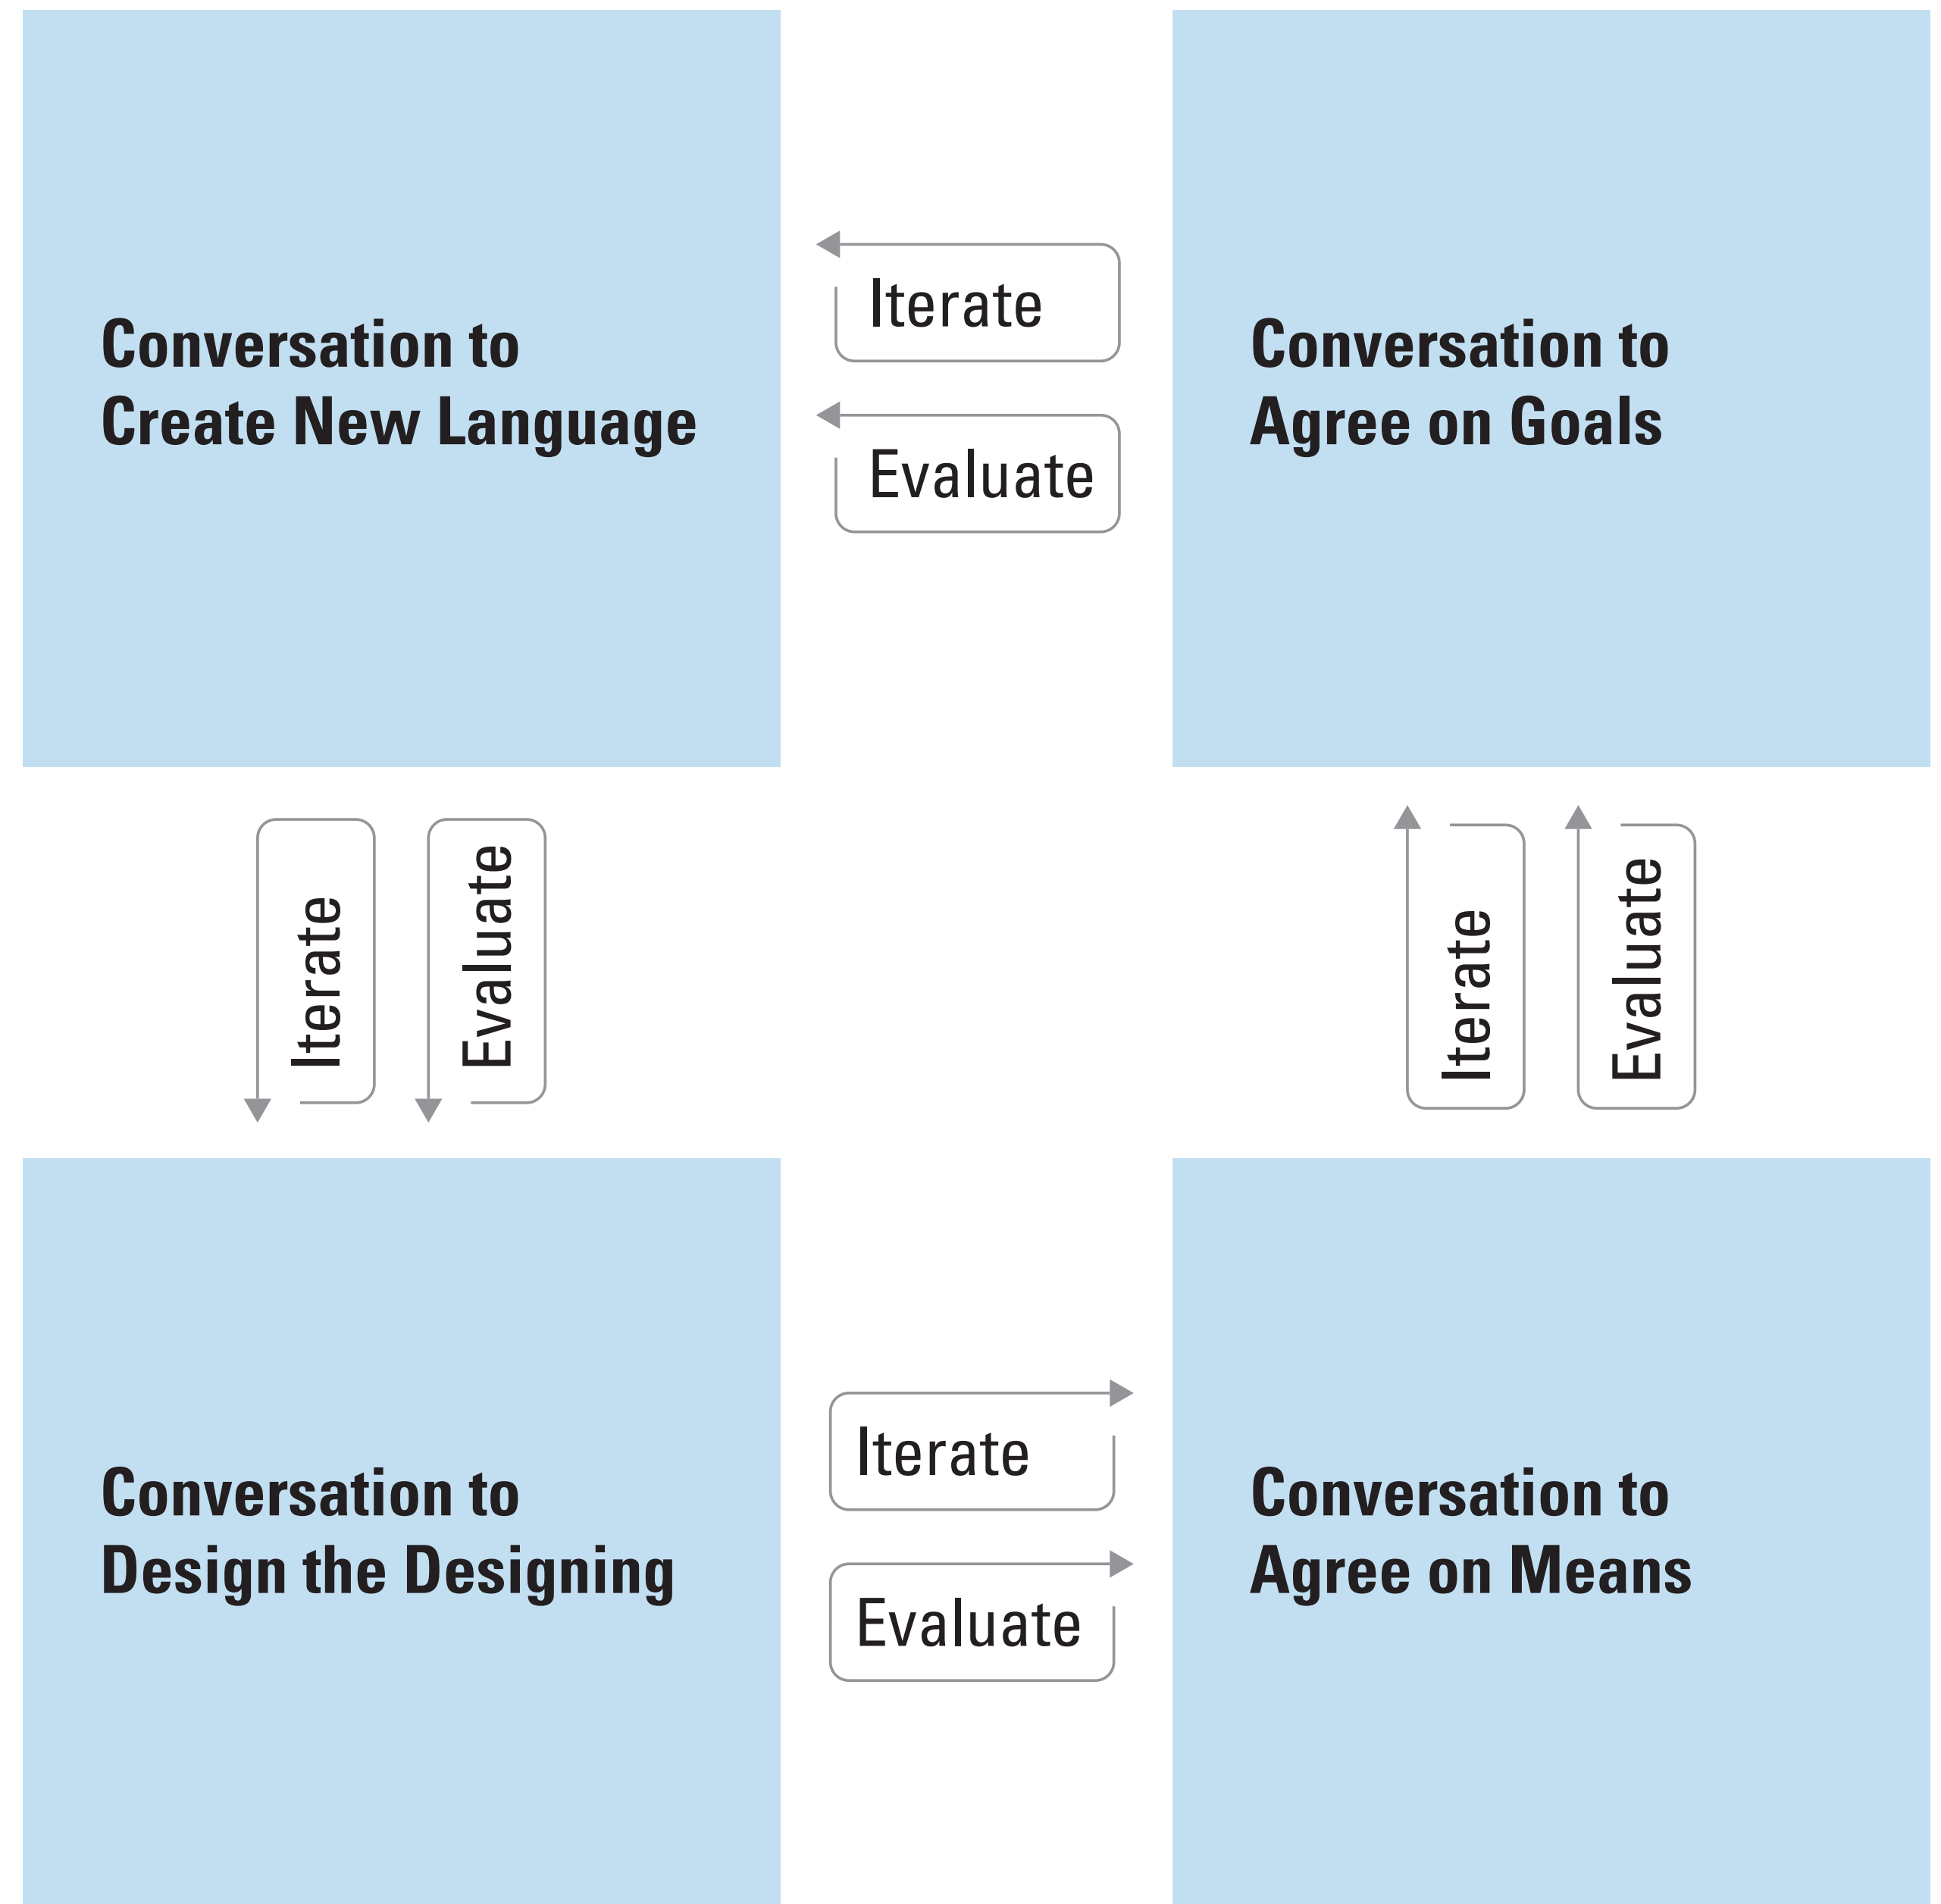 Conversation to
Create New Language
Iterate
Evaluate
Conversation to
Agree on Goals
Iterate
Evaluate
Iterate
Evaluate
Conversation to
Design the Designing
Iterate
Evaluate
Conversation to
Agree on Means